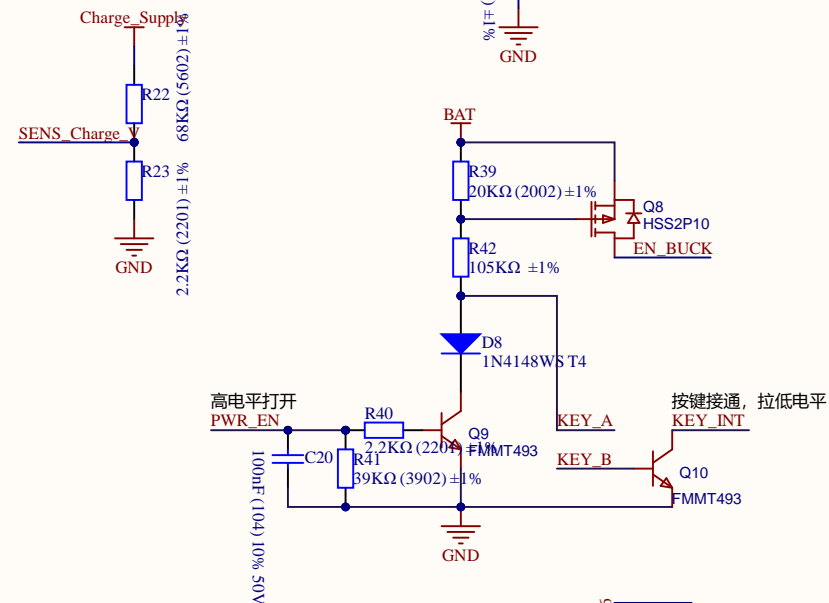 Charge_Supply
R22
68KΩ (5602) ±1%
SENS_Charge_V
R23
2.2KΩ (2201) ±1%
GND
) ±1%
GND
BAT
R39
20KΩ (2002) ±1%
Q8
HSS2P10
EN_BUCK
R42
105KΩ ±1%
D8
1N4148WS T4
高电平打开
PWR_EN
R40
2.2KΩ (2201) ±1%
Q9
FMMT493
C20
100nF (104) 10% 50V
R41
39KΩ (3902) ±1%
GND
KEY_A
按键接通，拉低电平
KEY_INT
KEY_B
Q10
FMMT493